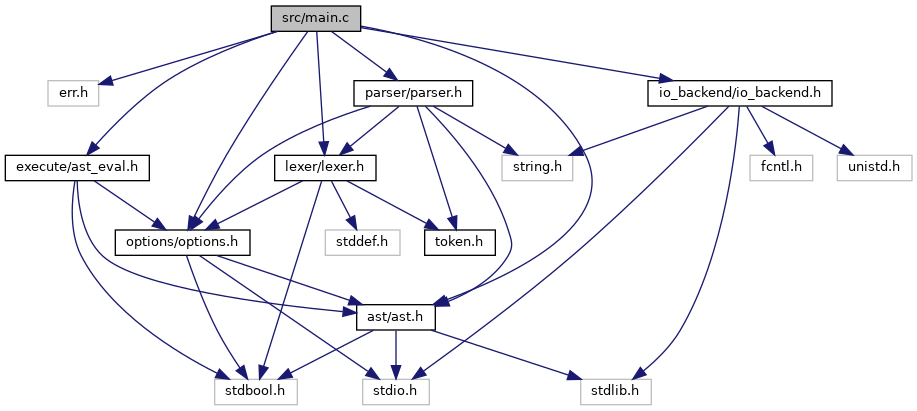 src/main.c
err.h
parser/parser.h
io_backend/io_backend.h
execute/ast_eval.h
lexer/lexer.h
string.h
fcntl.h
unistd.h
options/options.h
stddef.h
token.h
ast/ast.h
stdbool.h
stdio.h
stdlib.h